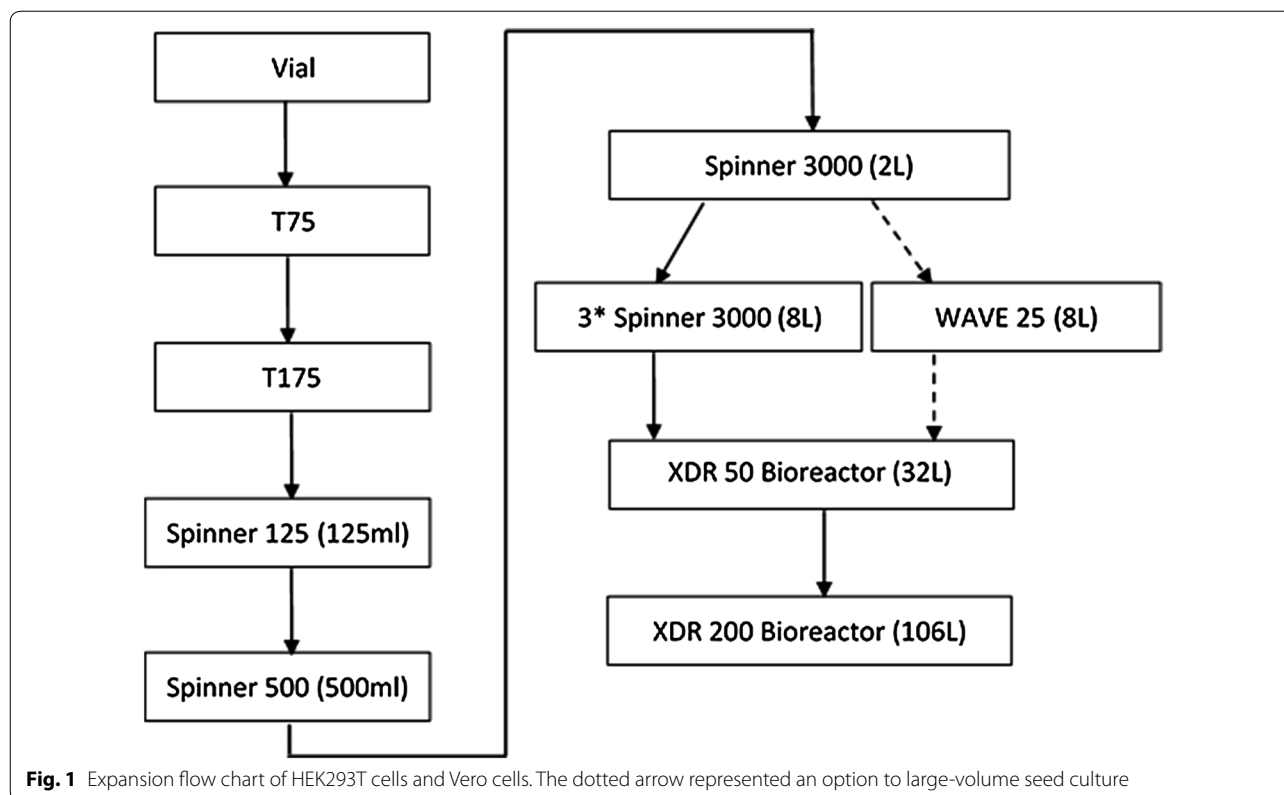 Vial
T75
T175
Spinner 125 (125ml)
Spinner 500 (500ml)
Spinner 3000 (2L)
3* Spinner 3000 (8L)
WAVE 25 (8L)
XDR 50 Bioreactor (32L)
XDR 200 Bioreactor (106L)
Fig. 1 Expansion flow chart of HEK293T cells and Vero cells. The dotted arrow represented an option to large-volume seed culture